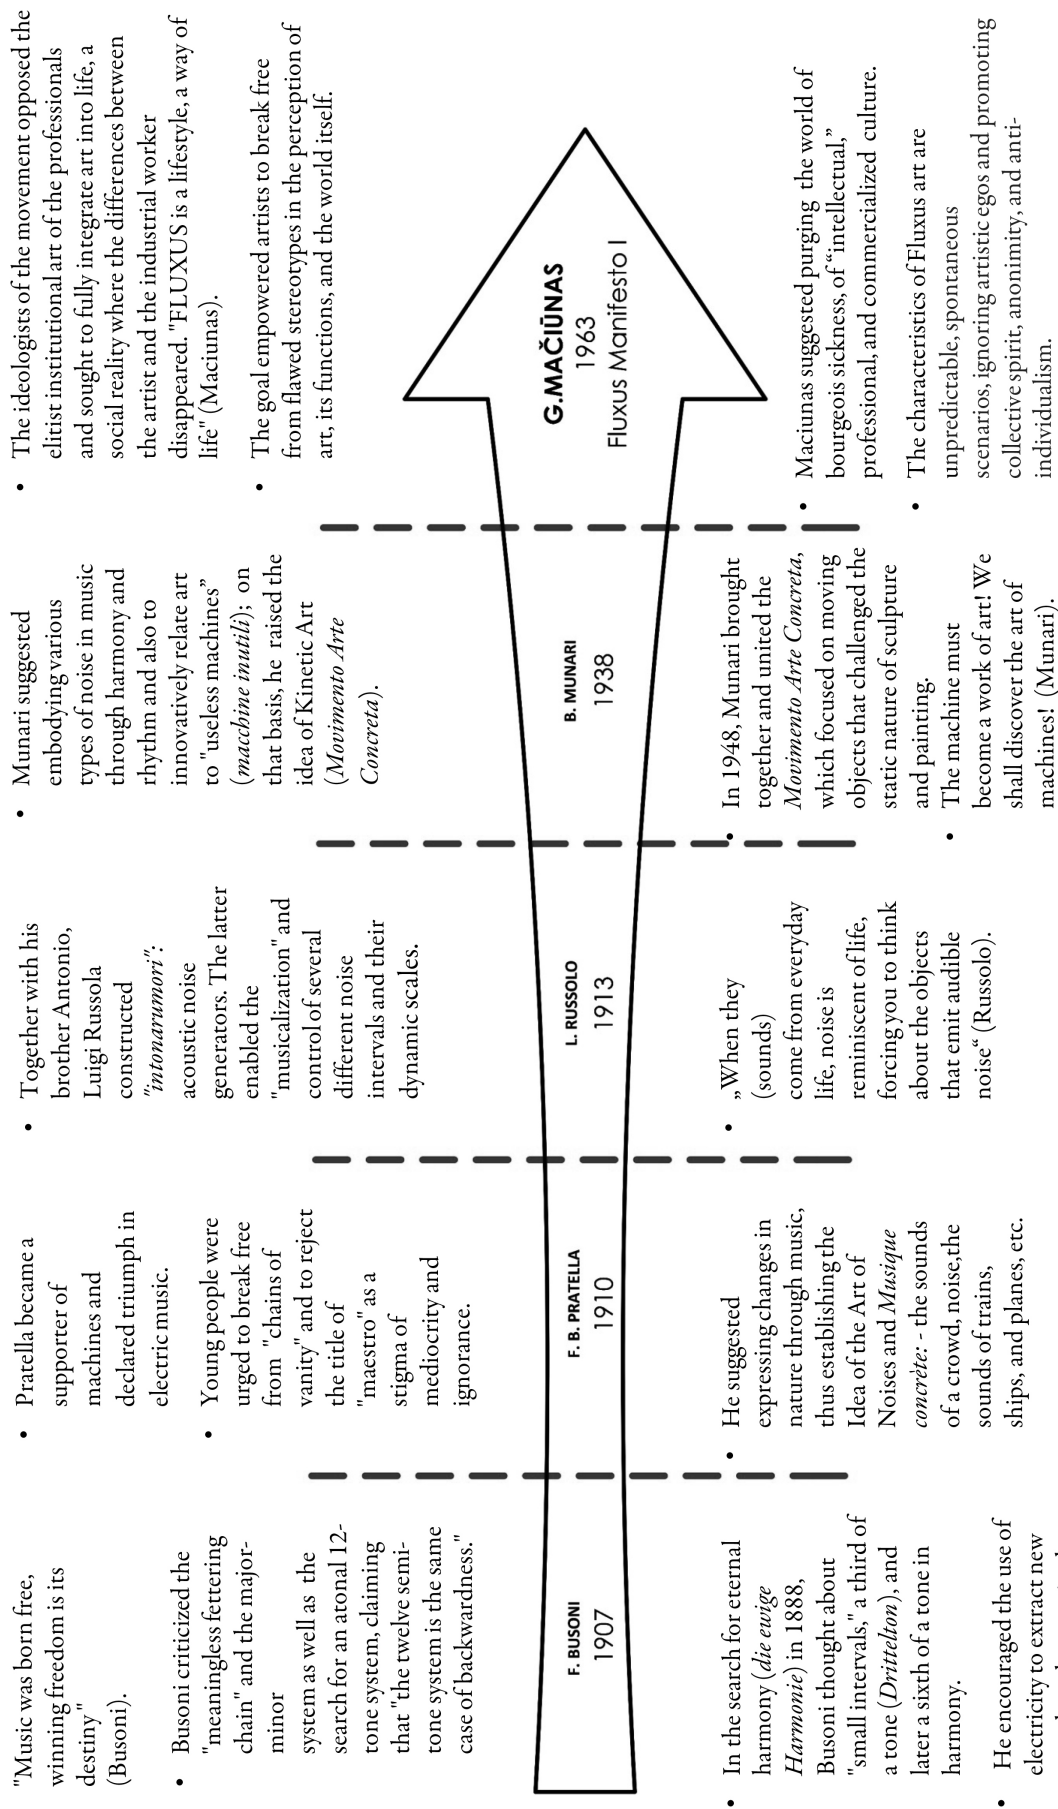 "Music was born free,
winning freedom is its
destiny"
(Busoni).
• Busoni criticized the
"meaningless fettering
chain" and the major-
minor
system as well as the
search for an atonal 12-
tone system, claiming
that "the twelve semi-
tone system is the same
case of backwardness."
• Pratella became a
supporter of
machines and
declared triumph in
electric music.
• Young people were
urged to break free
from "chains of
vanity" and to reject
the title of
"maestro" as a
stigma of
mediocrity and
ignorance.
• Together with his
brother Antonio,
Luigi Russola
constructed
"intonarumori":
acoustic noise
generators. The latter
enabled the
"musicalization" and
control of several
different noise
intervals and their
dynamic scales.
• Munari suggested
embodying various
types of noise in music
through harmony and
rhythm and also to
innovatively relate art
to "useless machines”
(macchine inutili); on
that basis, he raised the
idea of Kinetic Art
(Movimento Arte
Concreta).
• The ideologists of the movement opposed the
elitist institutional art of the professionals
and sought to fully integrate art into life, a
social reality where the differences between
the artist and the industrial worker
disappeared. "FLUXUS is a lifestyle, a way of
life" (Maciunas).
• The goal empowered artists to break free
from flawed stereotypes in the perception of
art, its functions, and the world itself.
F. BUSONI
1907
F. B. PRATELLA
1910
L. RUSSOLO
1913
B. MUNARI
1938
G.MAČIŪNAS
1963
Fluxus Manifesto I
• In the search for eternal
harmony (die ewige
Harmonie) in 1888,
Busoni thought about
"small intervals," a third of
a tone (Drittelton), and
later a sixth of a tone in
harmony.
• He encouraged the use of
electricity to extract new
• He suggested
expressing changes in
nature through music,
thus establishing the
Idea of the Art of
Noises and Musique
concrète: - the sounds
of a crowd, noise,the
sounds of trains,
ships, and planes, etc.
• „When they
(sounds)
come from everyday
life, noise is
reminiscent of life,
forcing you to think
about the objects
that emit audible
noise“ (Russolo).
• In 1948, Munari brought
together and united the
Movimento Arte Concreta,
which focused on moving
objects that challenged the
static nature of sculpture
and painting.
• The machine must
become a work of art! We
shall discover the art of
machines! (Munari).
• Maciunas suggested purging the world of
bourgeois sickness, of “intellectual,”
professional, and commercialized culture.
• The characteristics of Fluxus art are
unpredictable, spontaneous
scenarios, ignoring artistic egos and promoting
collective spirit, anonimity, and anti-
individualism.